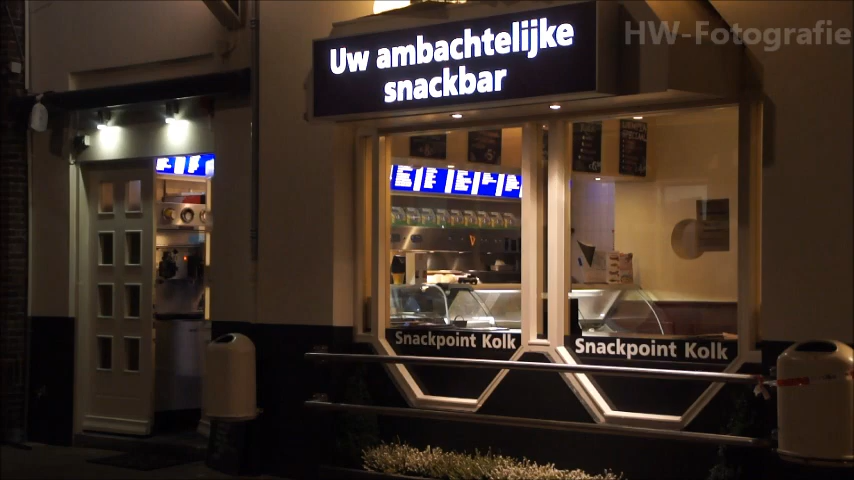 HW-Fotografie
Uw ambachtelijke
snackbar
Snackpoint Kolk
Snackpoint Kolk